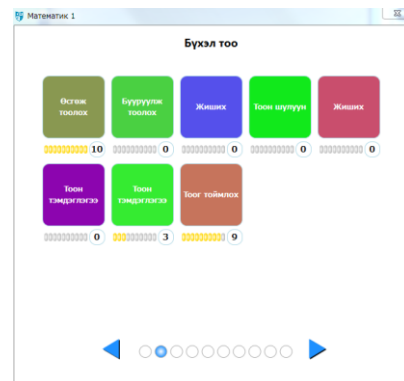 Математик 1
Бүхэл тоо
Өсгөж тоолох
Бууруулж тоолох
Жиших
Тоон шулуун
Жиших
10
0
0
0
0
Тоон тэмдэглэгээ
Тоон тэмдэглэгээ
Тоог тоймлох
0
3
9